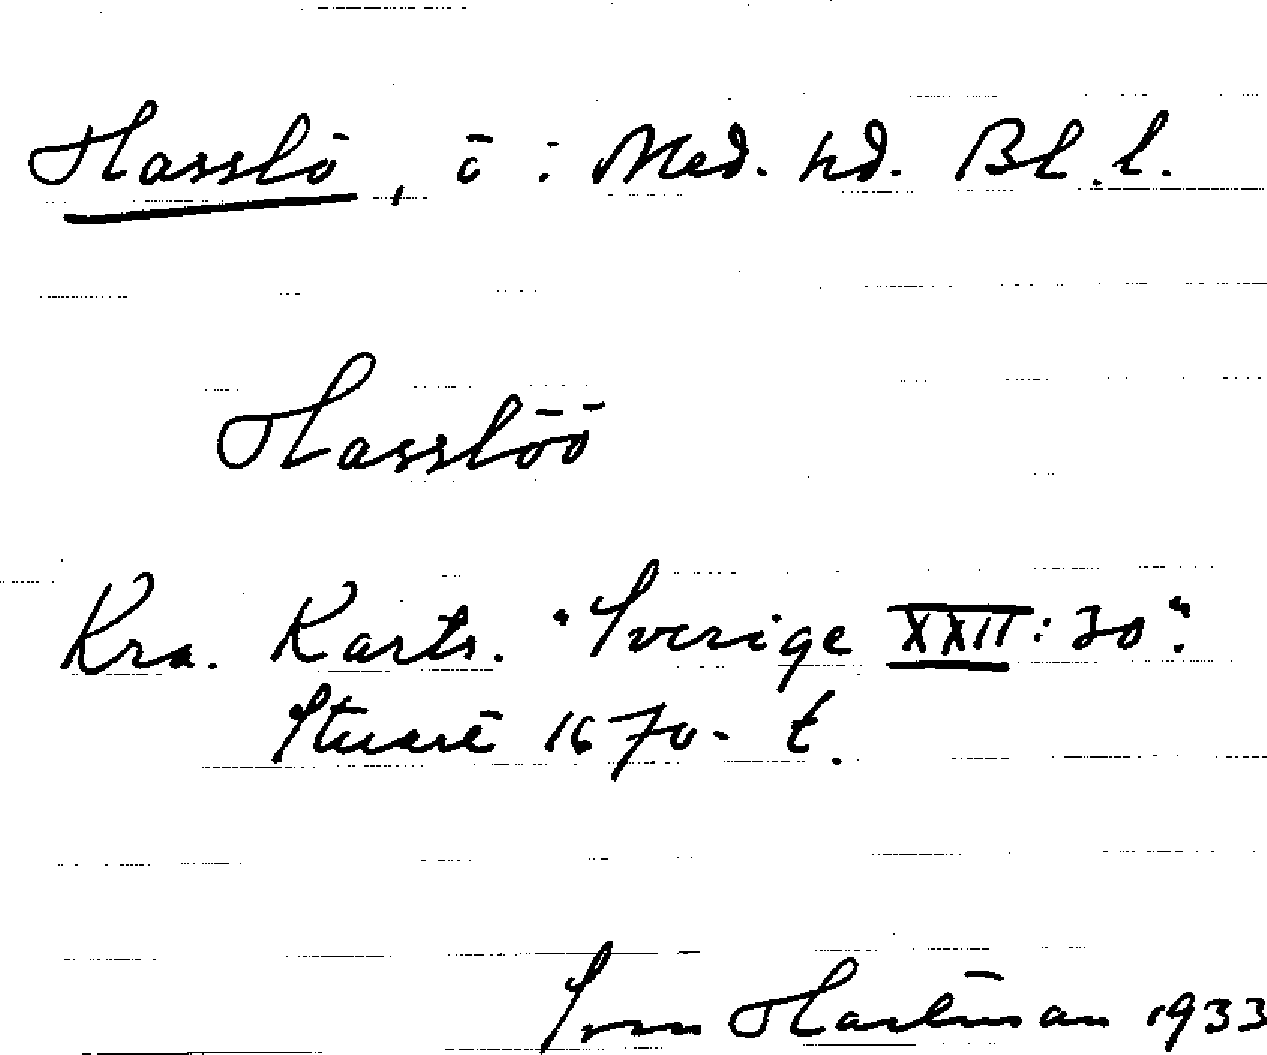 Hasslö, ö : Med. hd. Bl. l.
Hasslöö
Kra. Karts. "Sverige XXII: 30":
Stuart 1670- t.
Sven Hartman 1933